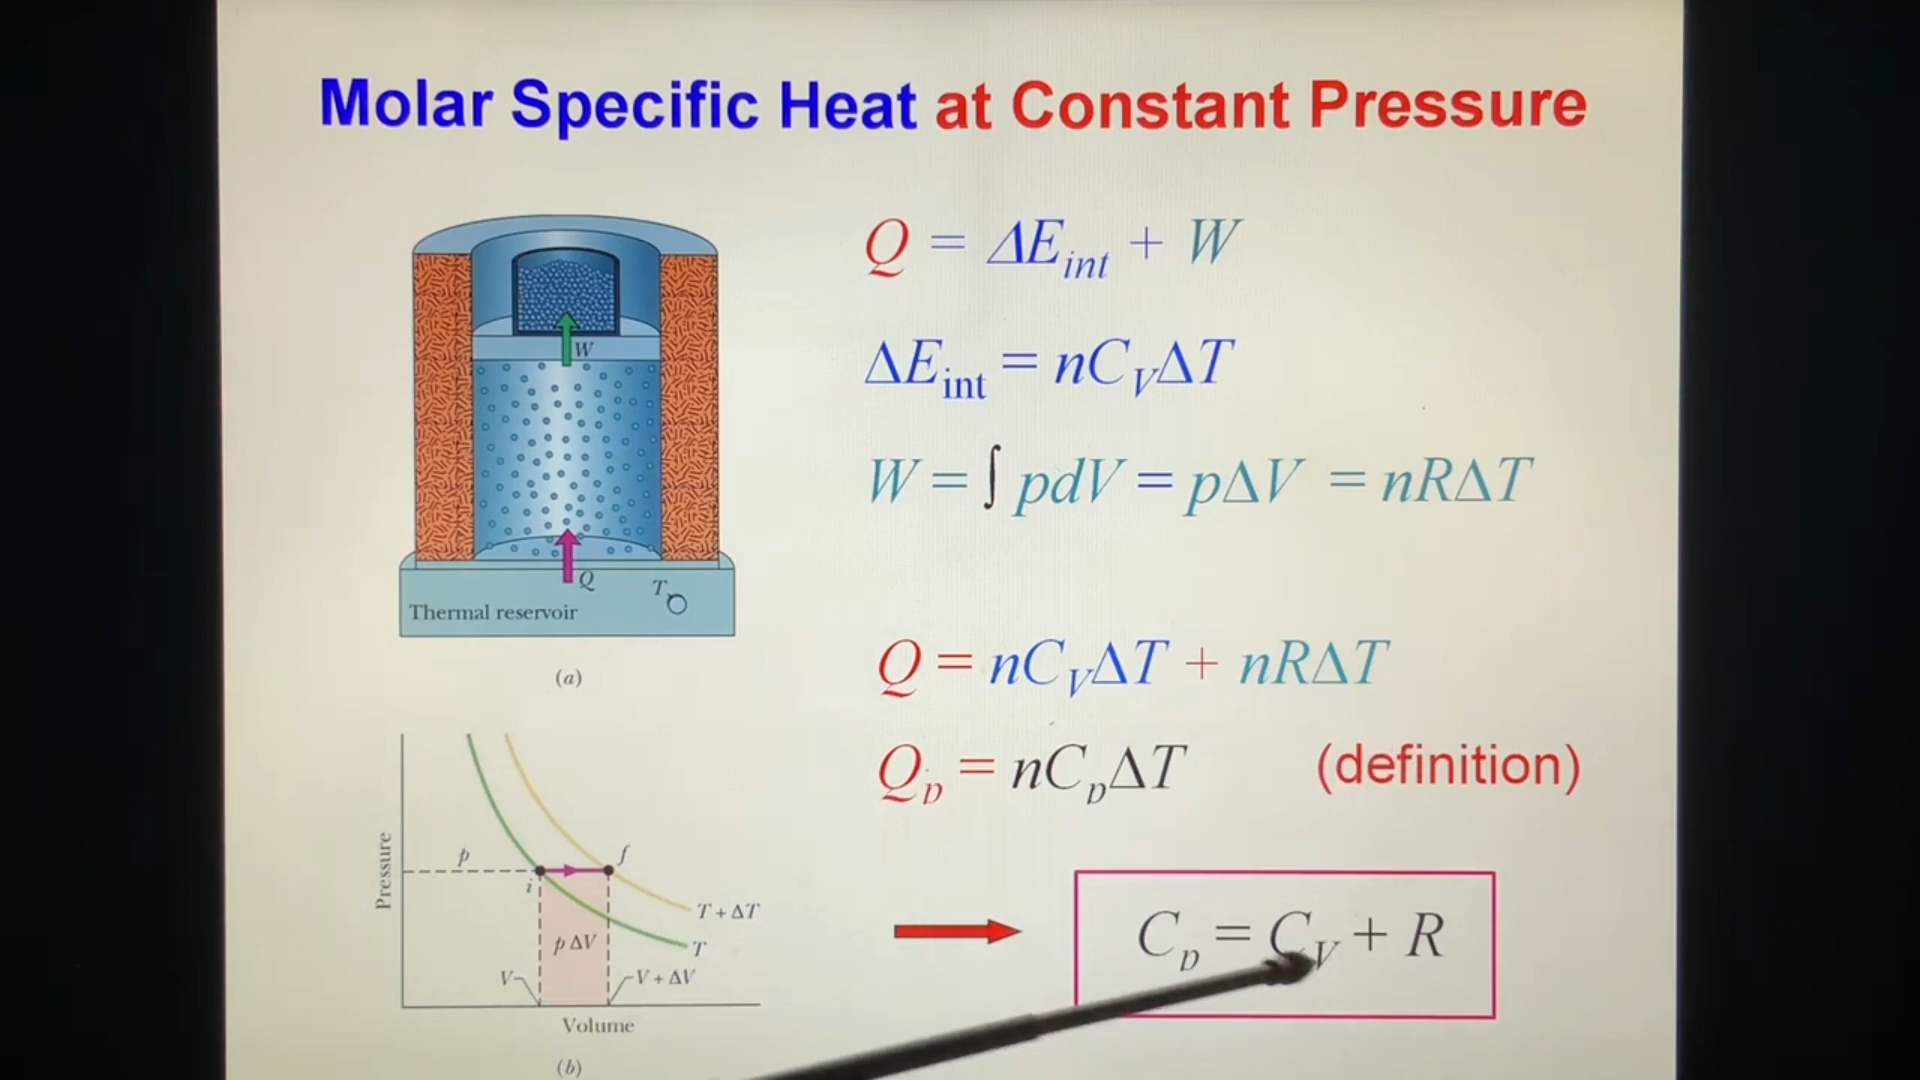 Molar Specific Heat at Constant Pressure
Q = ΔE_int + W
ΔE_int = nC_VΔT
W = ∫ pdV = pΔV = nRΔT
Q = nC_VΔT + nRΔT
Q_p = nC_pΔT (definition)
C_p = C_V + R
W
Q
T
Thermal reservoir
(a)
Pressure
p
i
f
T + ΔT
T
p ΔV
V
V + ΔV
Volume
(b)